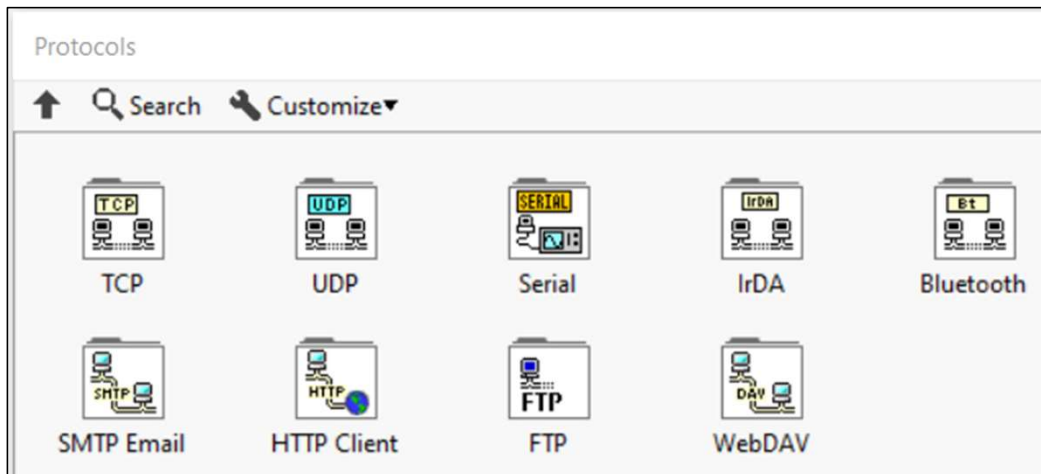 Protocols
Search Customize
TCP UDP SERIAL IrDA Bt
TCP UDP Serial IrDA Bluetooth
SMTP HTTP FTP DAV
SMTP Email HTTP Client FTP WebDAV